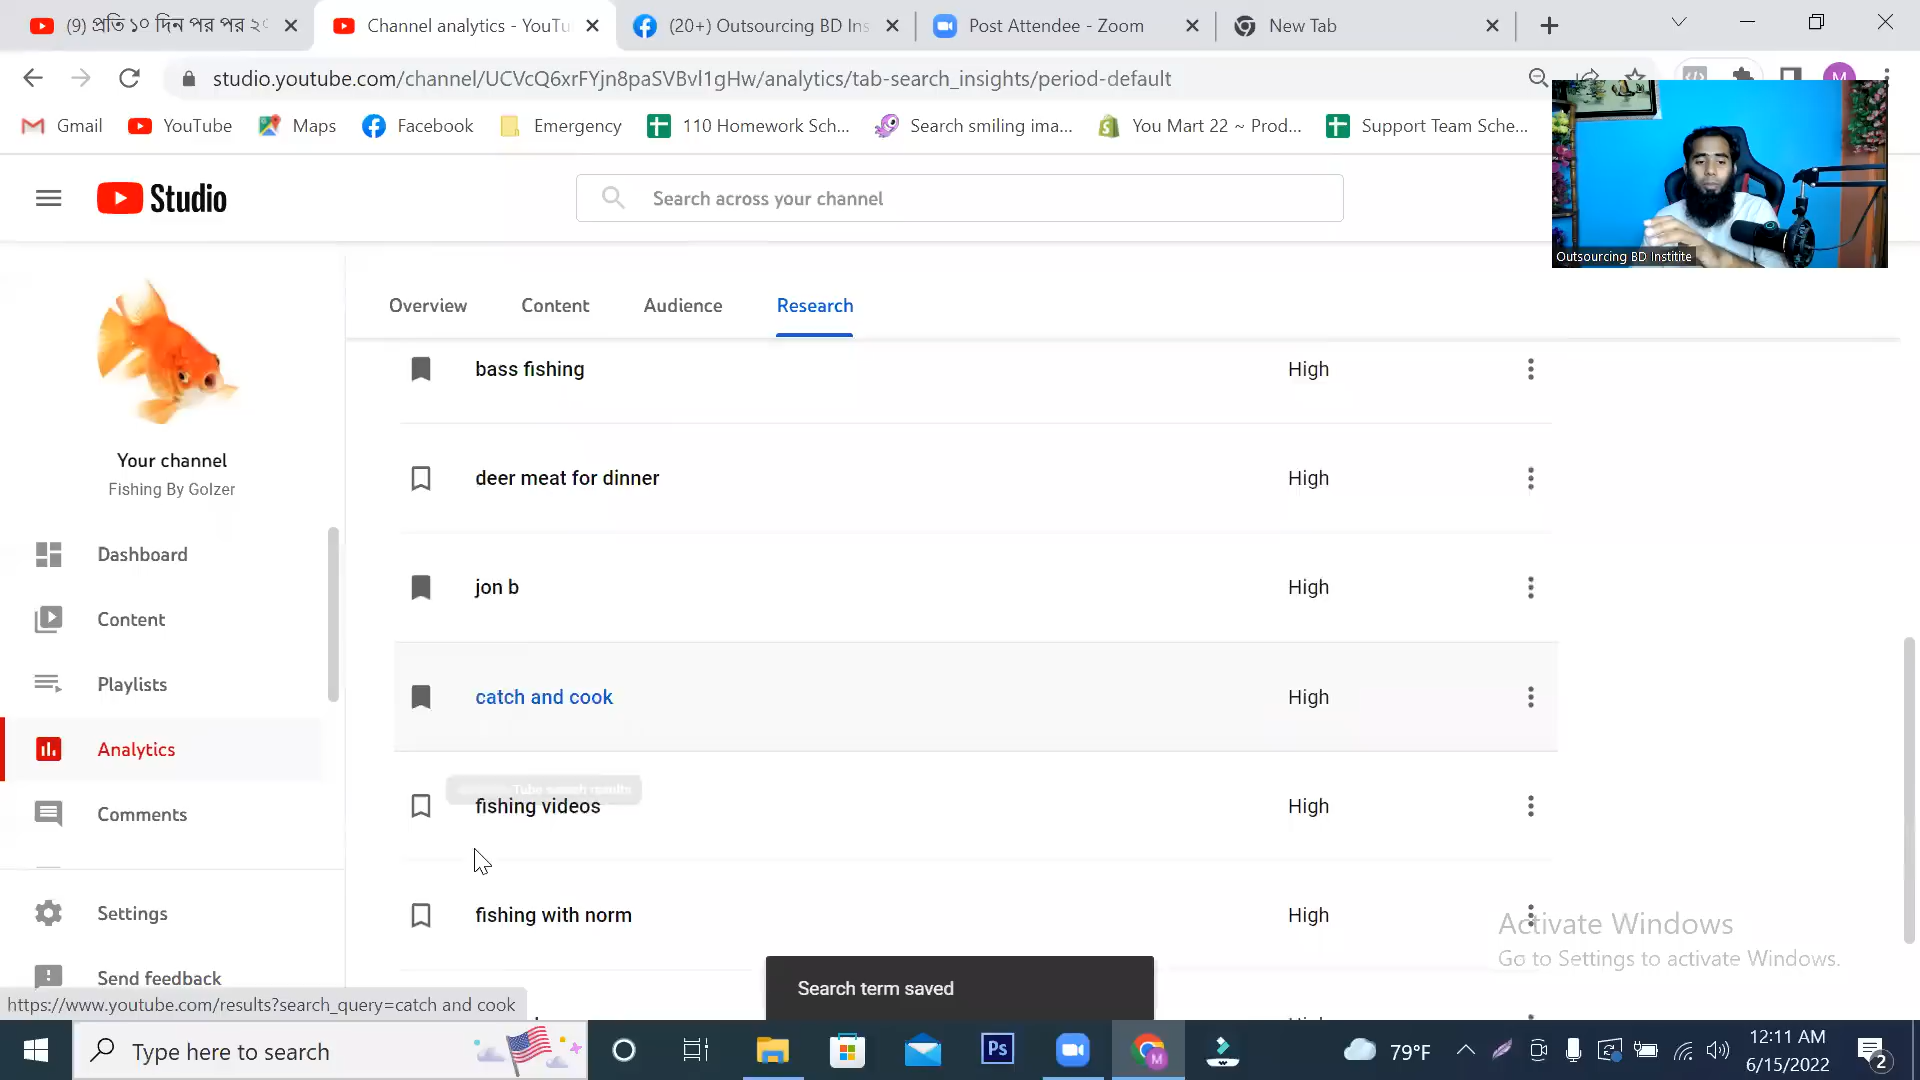 (9) প্রতি ১০ দিন পর পর ২
Channel analytics - YouTu
(20+) Outsourcing BD Ins
Post Attendee - Zoom
New Tab
studio.youtube.com/channel/UCVcQ6xrFYjn8paSVBvl1gHw/analytics/tab-search_insights/period-default
M
Gmail
YouTube
Maps
Facebook
Emergency
110 Homework Sch...
Search smiling ima...
You Mart 22 ~ Prod...
Support Team Sche...
Studio
Search across your channel
Outsourcing BD Institite
Overview
Content
Audience
Research
bass fishing
High
Your channel
Fishing By Golzer
deer meat for dinner
High
Dashboard
jon b
High
Content
Playlists
catch and cook
High
Analytics
Tube search results
fishing videos
High
Comments
Settings
fishing with norm
High
Activate Windows
Go to Settings to activate Windows.
Send feedback
Search term saved
https://www.youtube.com/results?search_query=catch and cook
Type here to search
Ps
M
79°F
12:11 AM
6/15/2022
2